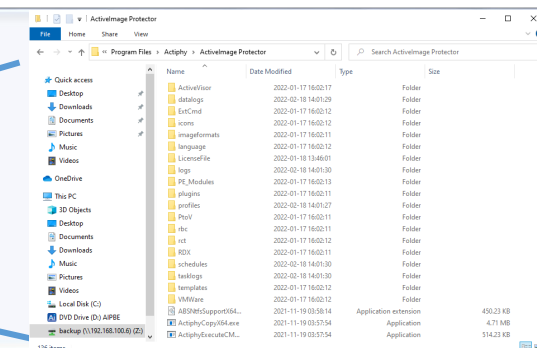 ActiveImage Protector
File Home Share View
« Program Files › Actiphy › ActiveImage Protector
Search ActiveImage Protector
Name Date Modified Type Size
Quick access
Desktop
Downloads
Documents
Pictures
Music
Videos
OneDrive
This PC
3D Objects
Desktop
Documents
Downloads
Music
Pictures
Videos
Local Disk (C:)
DVD Drive (D:) AIPBE
backup (\\192.168.100.6) (Z:)
ActiveVisor 2022-01-17 16:02:17 Folder
datalogs 2022-02-18 14:01:29 Folder
ExtCmd 2022-01-17 16:02:12 Folder
icons 2022-01-17 16:02:12 Folder
imageformats 2022-01-17 16:02:11 Folder
language 2022-01-17 16:02:12 Folder
LicenseFile 2022-01-18 13:46:01 Folder
logs 2022-02-18 14:01:30 Folder
PE_Modules 2022-01-17 16:02:13 Folder
plugins 2022-01-17 16:02:11 Folder
profiles 2022-02-18 14:01:27 Folder
PtoV 2022-01-17 16:02:11 Folder
rbc 2022-01-17 16:02:11 Folder
rct 2022-01-17 16:02:12 Folder
RDX 2022-01-17 16:02:11 Folder
schedules 2022-02-18 14:01:30 Folder
tasklogs 2022-02-18 14:01:30 Folder
templates 2022-01-17 16:02:12 Folder
VMWare 2022-01-17 16:02:12 Folder
ABSNtfsSupportX64... 2021-11-19 03:58:14 Application extension 450.23 KB
ActiphyCopyX64.exe 2021-11-19 03:57:54 Application 4.71 MB
ActiphyExecuteCM... 2021-11-19 03:57:54 Application 514.23 KB